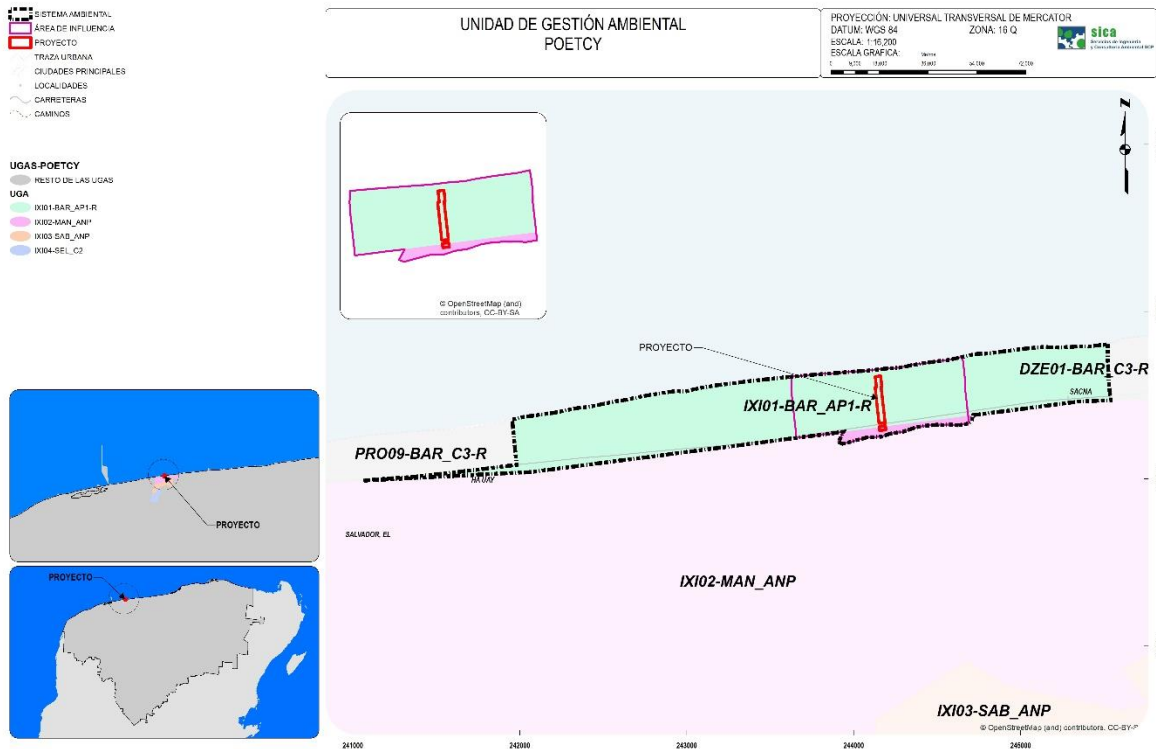 SISTEMA AMBIENTAL
ÁREA DE INFLUENCIA
PROYECTO
TRAZA URBANA
CIUDADES PRINCIPALES
LOCALIDADES
CARRETERAS
CAMINOS
UGAS-POETCY
RESTO DE LAS UGAS
UGA
IXI01-BAR_AP1-R
IXI02-MAN_ANP
IXI03-SAB_ANP
IXI04-SEL_C2
UNIDAD DE GESTIÓN AMBIENTAL
POETCY
PROYECCIÓN: UNIVERSAL TRANSVERSAL DE MERCATOR
DATUM: WGS 84 ZONA: 16 Q
ESCALA: 1:16,200
ESCALA GRAFICA:
sica
N
© OpenStreetMap (and)
contributors, CC-BY-SA
PROYECTO
DZE01-BAR_C3-R
SACNA
IXI01-BAR_AP1-R
PRO09-BAR_C3-R
HA UAY
SALVADOR, EL
IXI02-MAN_ANP
IXI03-SAB_ANP
© OpenStreetMap (and) contributors, CC-BY-
241000 242000 243000 244000 245000
PROYECTO
PROYECTO